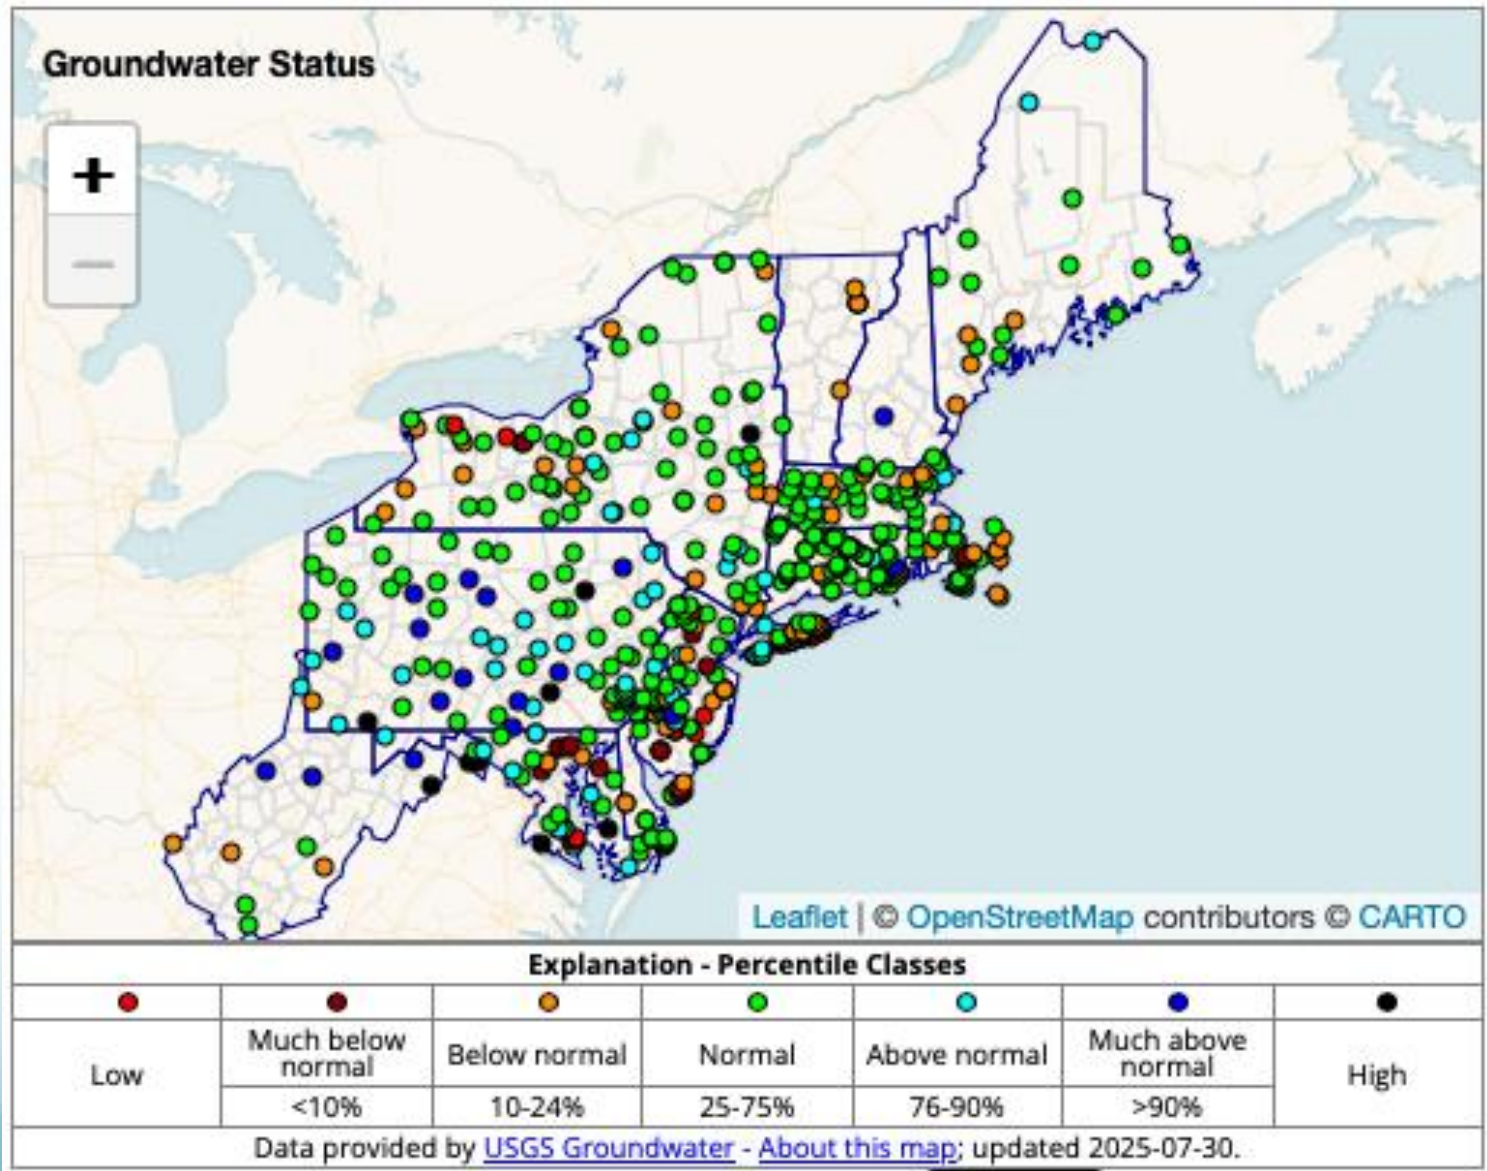 Groundwater Status
+
−
Leaflet | © OpenStreetMap contributors © CARTO
Explanation - Percentile Classes
Low
Much below normal
Below normal
Normal
Above normal
Much above normal
High
<10%
10-24%
25-75%
76-90%
>90%
Data provided by USGS Groundwater - About this map; updated 2025-07-30.